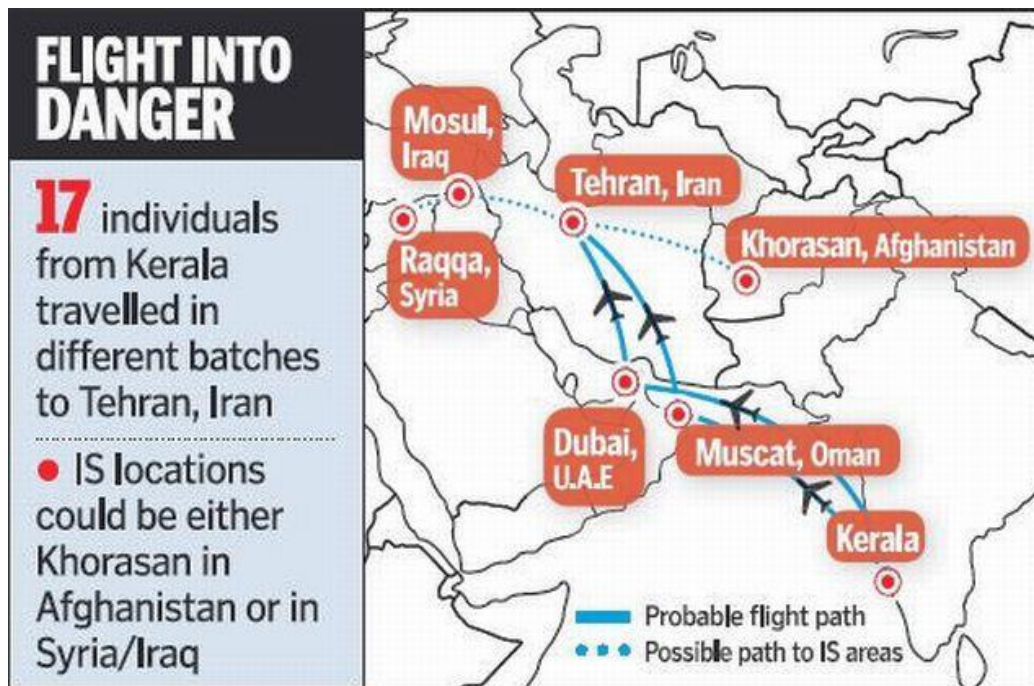 FLIGHT INTO
DANGER
17 individuals
from Kerala
travelled in
different batches
to Tehran, Iran
● IS locations
could be either
Khorasan in
Afghanistan or in
Syria/Iraq
Mosul,
Iraq
Tehran, Iran
Khorasan, Afghanistan
Raqqa,
Syria
Dubai,
U.A.E
Muscat, Oman
Kerala
Probable flight path
Possible path to IS areas